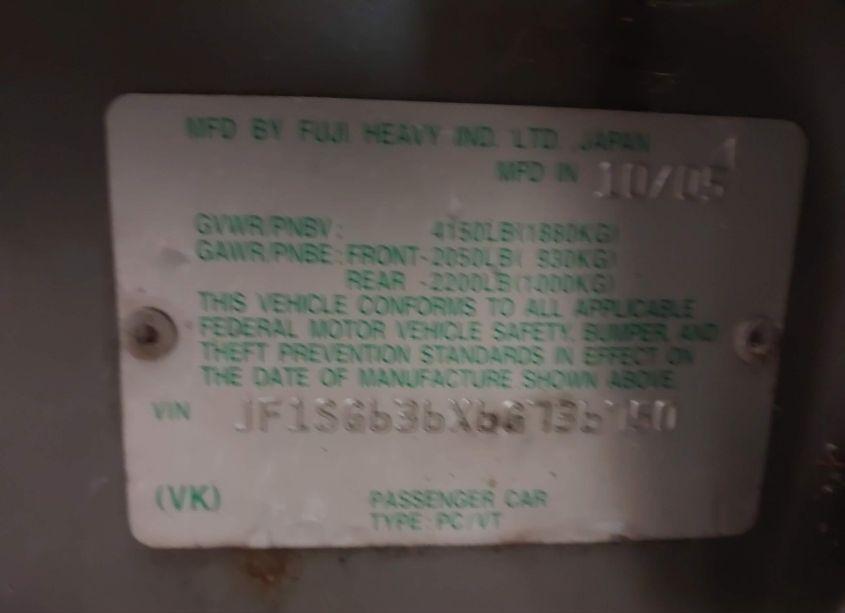 MFD BY FUJI HEAVY IND. LTD. JAPAN
MFD IN 10/05
GVWR/PNBV: 4150LB(1880KG)
GAWR/PNBE: FRONT-2050LB( 930KG)
REAR -2200LB(1000KG)
THIS VEHICLE CONFORMS TO ALL APPLICABLE
FEDERAL MOTOR VEHICLE SAFETY, BUMPER, AND
THEFT PREVENTION STANDARDS IN EFFECT ON
THE DATE OF MANUFACTURE SHOWN ABOVE.
VIN JF1SG636X6G736750
(VK) PASSENGER CAR
TYPE: PC/VT